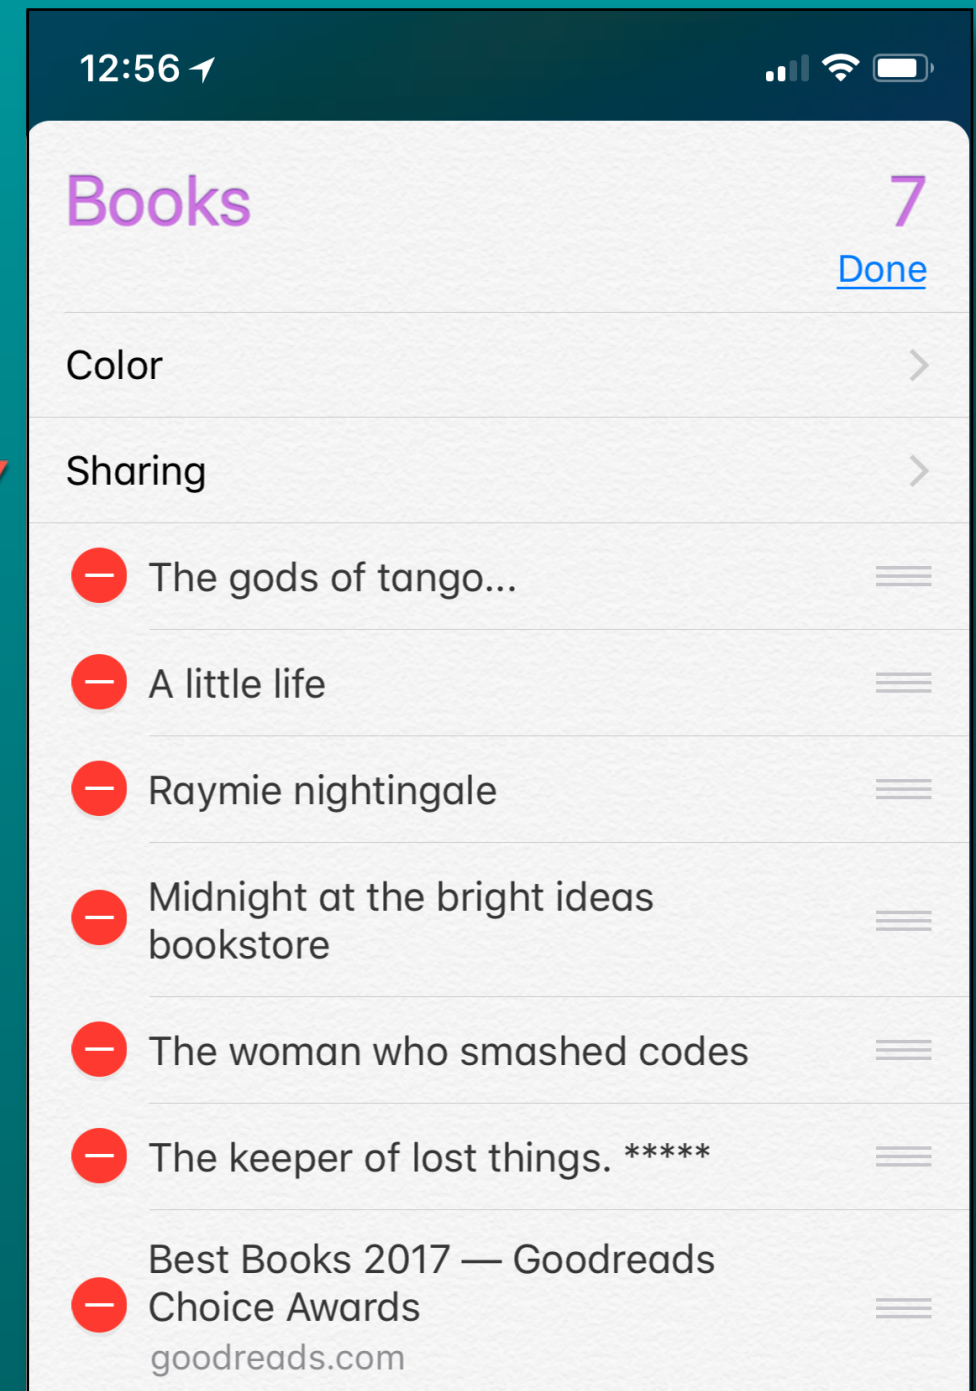 12:56
Books
7
Done
Color
Sharing
The gods of tango...
A little life
Raymie nightingale
Midnight at the bright ideas
bookstore
The woman who smashed codes
The keeper of lost things. *****
Best Books 2017 — Goodreads
Choice Awards
goodreads.com